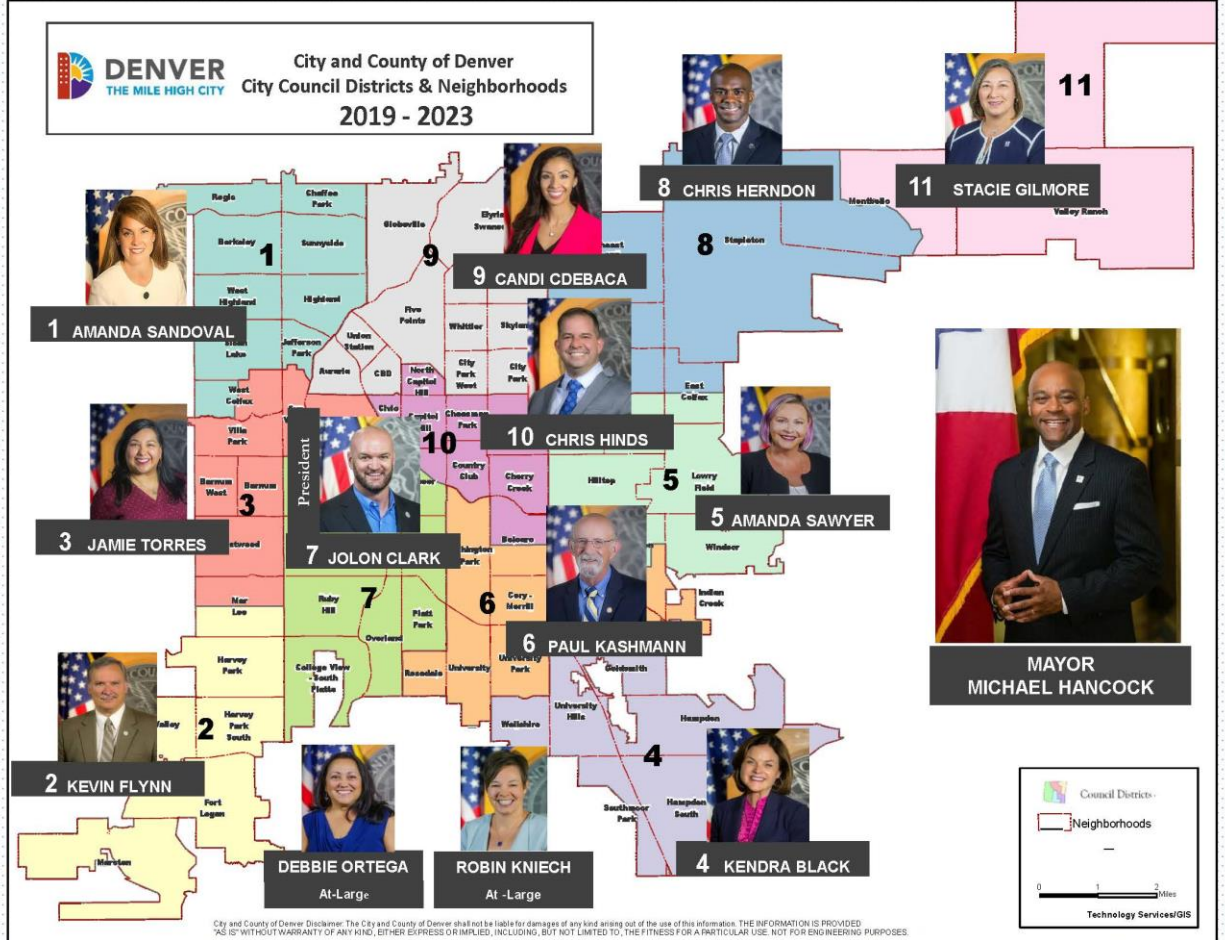 DENVER
THE MILE HIGH CITY
City and County of Denver
City Council Districts & Neighborhoods
2019 - 2023
11
8 CHRIS HERNDON
11 STACIE GILMORE
Regis
Chaffee
Park
Globeville
Elyria
Swansea
Montbello
Valley Ranch
Berkeley
Sunnyside
1
9
8
Stapleton
9 CANDI CDEBACA
West
Highland
Highland
1 AMANDA SANDOVAL
Five
Points
Whittier
Skyland
Sloan
Lake
Jefferson
Park
Union
Station
Auraria
CBD
North
Capitol
Hill
City
Park
West
City
Park
West
Colfax
East
Colfax
Villa
Park
Civic
Capitol
Hill
Cheesman
Park
10
10 CHRIS HINDS
President
Country
Club
Cherry
Creek
Hilltop
5
Lowry
Field
Barnum
West
Barnum
3
3 JAMIE TORRES
5 AMANDA SAWYER
Westwood
7 JOLON CLARK
Belcaro
Washington
Park
Windsor
Mar
Lee
Ruby
Hill
7
Platt
Park
6
Cory -
Merrill
Indian
Creek
Overland
6 PAUL KASHMANN
MAYOR
MICHAEL HANCOCK
Harvey
Park
College View
- South
Platte
Rosedale
University
University
Park
Goldsmith
University
Hills
Hampden
Wellshire
Valley
2
Harvey
Park
South
4
2 KEVIN FLYNN
Fort
Logan
Southmoor
Park
Hampden
South
Marston
DEBBIE ORTEGA
At-Large
ROBIN KNIECH
At -Large
4 KENDRA BLACK
Council Districts
Neighborhoods
0 1 2
Miles
Technology Services/GIS
City and County of Denver Disclaimer: The City and County of Denver shall not be liable for damages of any kind arising out of the use of this information. THE INFORMATION IS PROVIDED
"AS IS" WITHOUT WARRANTY OF ANY KIND, EITHER EXPRESS OR IMPLIED, INCLUDING, BUT NOT LIMITED TO, THE FITNESS FOR A PARTICULAR USE. NOT FOR ENGINEERING PURPOSES.